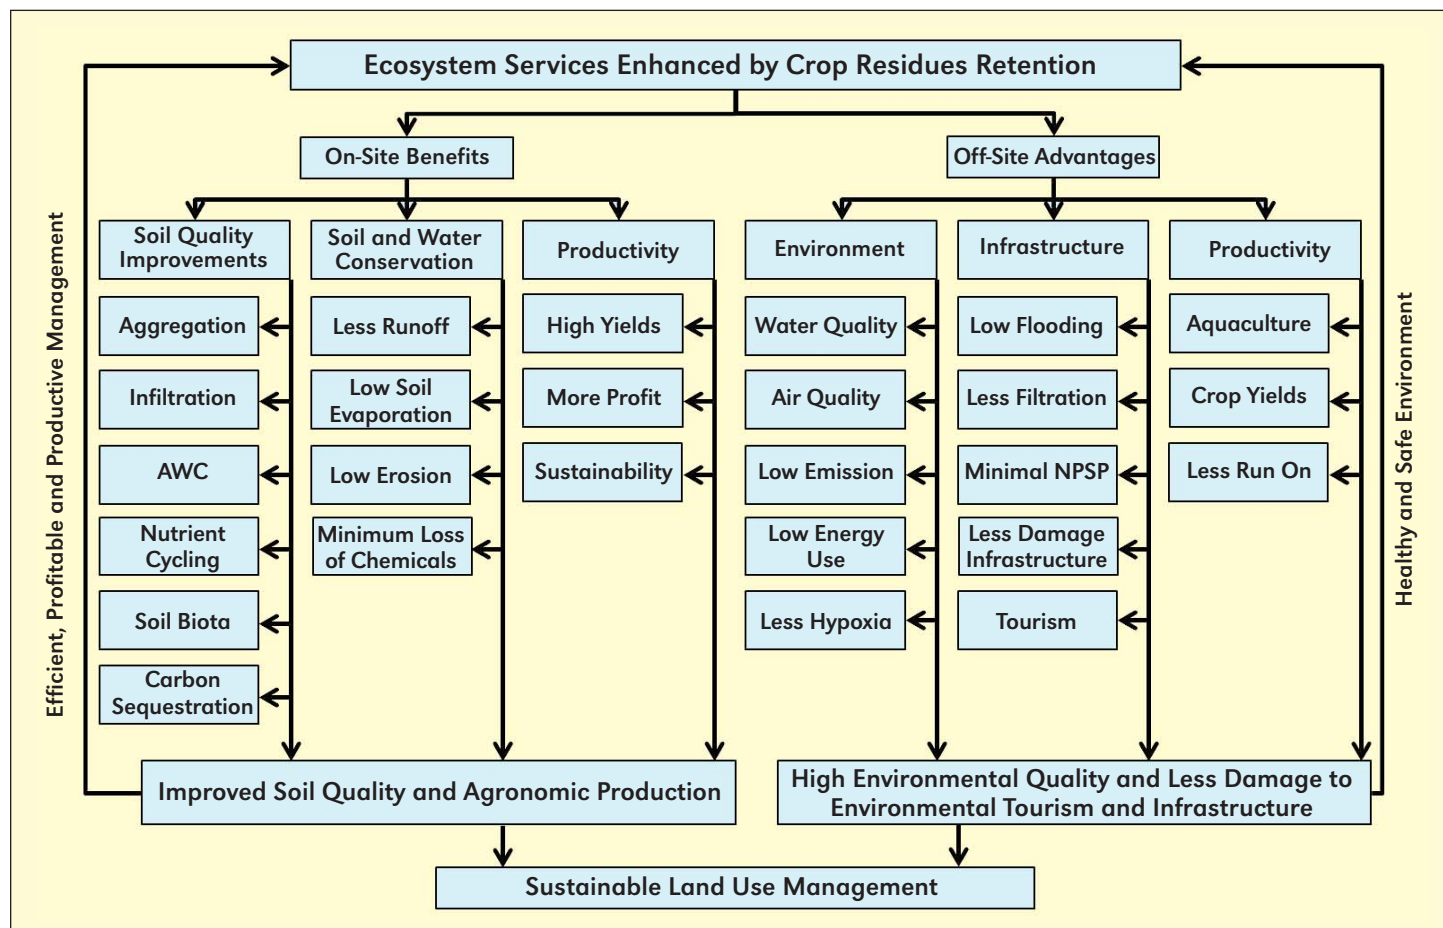 Ecosystem Services Enhanced by Crop Residues Retention
On-Site Benefits
Off-Site Advantages
Soil Quality
Improvements
Soil and Water
Conservation
Productivity
Environment
Infrastructure
Productivity
Aggregation
Less Runoff
High Yields
Water Quality
Low Flooding
Aquaculture
Infiltration
Low Soil
Evaporation
More Profit
Air Quality
Less Filtration
Crop Yields
AWC
Low Erosion
Sustainability
Low Emission
Minimal NPSP
Less Run On
Nutrient
Cycling
Minimum Loss
of Chemicals
Low Energy
Use
Less Damage
Infrastructure
Soil Biota
Less Hypoxia
Tourism
Carbon
Sequestration
Improved Soil Quality and Agronomic Production
High Environmental Quality and Less Damage to
Environmental Tourism and Infrastructure
Sustainable Land Use Management
Efficient, Profitable and Productive Management
Healthy and Safe Environment